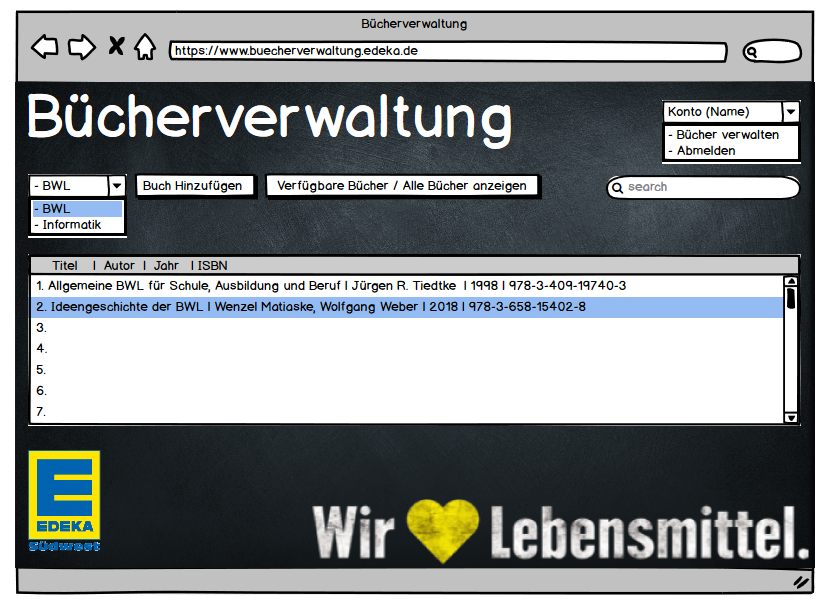 Bücherverwaltung
https://www.buecherverwaltung.edeka.de
Bücherverwaltung
Konto (Name)
- Bücher verwalten
- Abmelden
- BWL
Buch Hinzufügen
Verfügbare Bücher / Alle Bücher anzeigen
search
- BWL
- Informatik
Titel | Autor | Jahr | ISBN
1. Allgemeine BWL für Schule, Ausbildung und Beruf | Jürgen R. Tiedtke | 1998 | 978-3-409-19740-3
2. Ideengeschichte der BWL | Wenzel Matiaske, Wolfgang Weber | 2018 | 978-3-658-15402-8
3.
4.
5.
6.
7.
E
EDEKA
Südwest
Wir Lebensmittel.